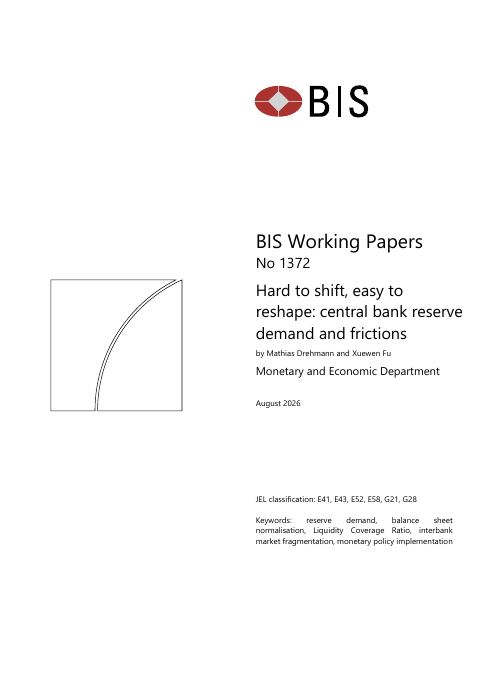 BIS
BIS Working Papers
No 1372
Hard to shift, easy to
reshape: central bank reserve
demand and frictions
by Mathias Drehmann and Xuewen Fu
Monetary and Economic Department
August 2026
JEL classification: E41, E43, E52, E58, G21, G28
Keywords: reserve demand, balance sheet
normalisation, Liquidity Coverage Ratio, interbank
market fragmentation, monetary policy implementation